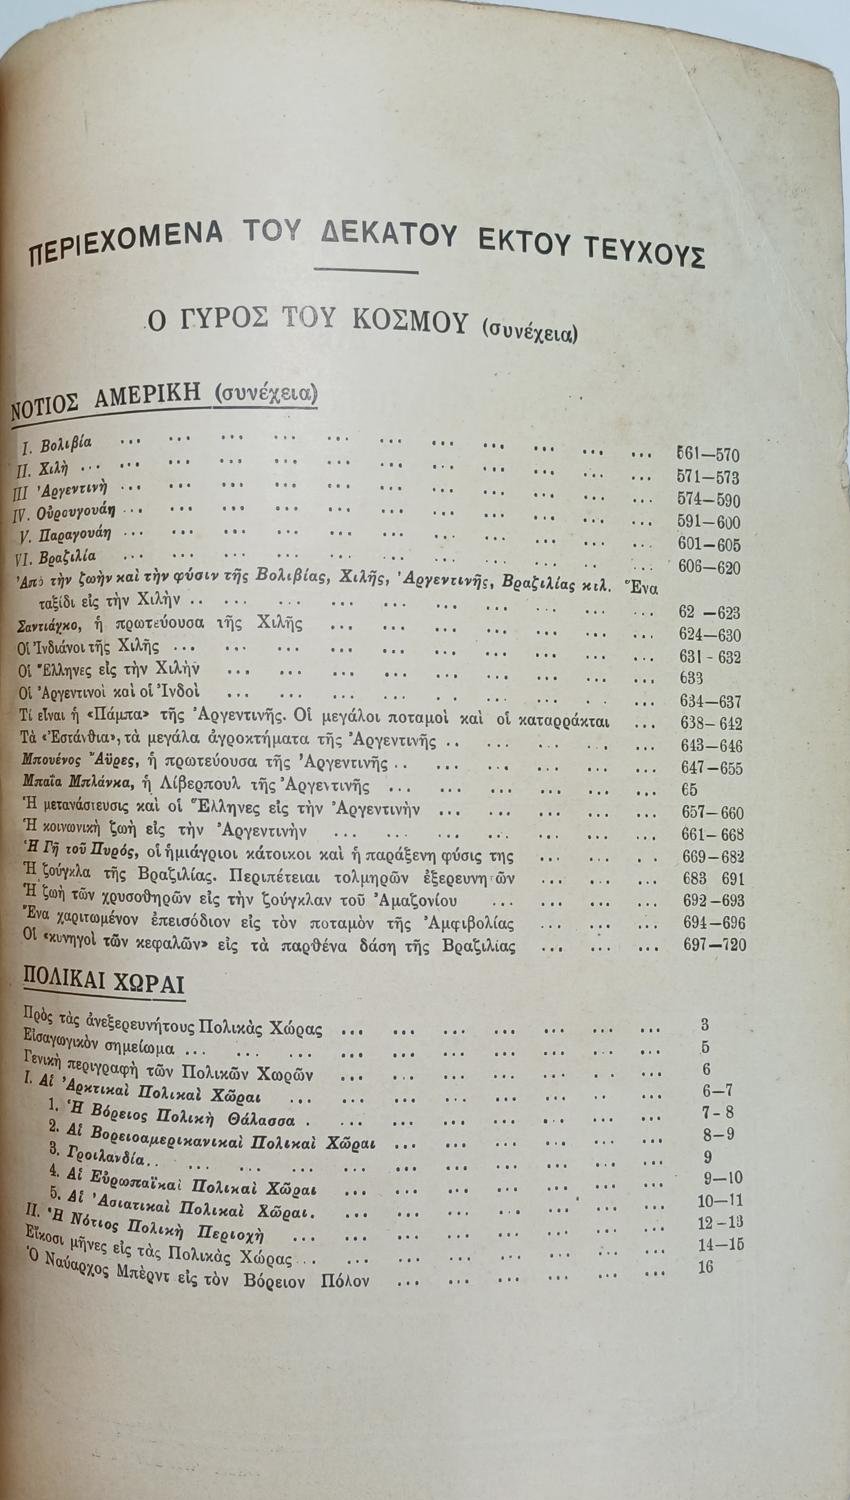 ΠΕΡΙΕΧΟΜΕΝΑ ΤΟΥ ΔΕΚΑΤΟΥ ΕΚΤΟΥ ΤΕΥΧΟΥΣ
Ο ΓΥΡΟΣ ΤΟΥ ΚΟΣΜΟΥ (συνέχεια)
ΝΟΤΙΟΣ ΑΜΕΡΙΚΗ (συνέχεια)
I. Βολιβία ... 561—570
II. Χιλὴ ... 571—573
III Ἀργεντινὴ ... 574—590
IV. Οὐρουγουάη ... 591—600
V. Παραγουάη ... 601—605
VI. Βραζιλία ... 606—620
Ἀπὸ τὴν ζωὴν καὶ τὴν φύσιν τῆς Βολιβίας, Χιλῆς, Ἀργεντινῆς, Βραζιλίας κτλ. Ἕνα
ταξίδι εἰς τὴν Χιλὴν ... 62 —623
Σαντιάγκο, ἡ πρωτεύουσα τῆς Χιλῆς ... 624—630
Οἱ Ἰνδιάνοι τῆς Χιλῆς ... 631 - 632
Οἱ Ἕλληνες εἰς τὴν Χιλὴν ... 633
Οἱ Ἀργεντινοὶ καὶ οἱ Ἰνδοὶ ... 634—637
Τί εἶναι ἡ «Πάμπα» τῆς Ἀργεντινῆς. Οἱ μεγάλοι ποταμοὶ καὶ οἱ καταρράκται ... 638— 642
Τὰ «Ἐστάνθια», τὰ μεγάλα ἀγροκτήματα τῆς Ἀργεντινῆς ... 643—646
Μπουένος Ἄϋρες, ἡ πρωτεύουσα τῆς Ἀργεντινῆς ... 647—655
Μπαΐα Μπλάνκα, ἡ Λίβερπουλ τῆς Ἀργεντινῆς ... 65
Ἡ μετανάστευσις καὶ οἱ Ἕλληνες εἰς τὴν Ἀργεντινὴν ... 657—660
Ἡ κοινωνικὴ ζωὴ εἰς τὴν Ἀργεντινὴν ... 661—668
Ἡ Γῆ τοῦ Πυρός, οἱ ἡμιάγριοι κάτοικοι καὶ ἡ παράξενη φύσις της ... 669—682
Ἡ ζούγκλα τῆς Βραζιλίας. Περιπέτειαι τολμηρῶν ἐξερευνητῶν ... 683 691
Ἡ ζωὴ τῶν χρυσοθηρῶν εἰς τὴν ζούγκλαν τοῦ Ἀμαζονίου ... 692—693
Ἕνα χαριτωμένον ἐπεισόδιον εἰς τὸν ποταμὸν τῆς Ἀμφιβολίας ... 694—696
Οἱ «κυνηγοὶ τῶν κεφαλῶν» εἰς τὰ παρθένα δάση τῆς Βραζιλίας ... 697—720
ΠΟΛΙΚΑΙ ΧΩΡΑΙ
Πρὸς τὰς ἀνεξερευνήτους Πολικὰς Χώρας ... 3
Εἰσαγωγικὸν σημείωμα ... 5
Γενικὴ περιγραφὴ τῶν Πολικῶν Χωρῶν ... 6
I. Αἱ Ἀρκτικαὶ Πολικαὶ Χῶραι ... 6—7
1. Ἡ Βόρειος Πολικὴ Θάλασσα ... 7- 8
2. Αἱ Βορειοαμερικανικαὶ Πολικαὶ Χῶραι ... 8—9
3. Γροιλανδία ... 9
4. Αἱ Εὐρωπαϊκαὶ Πολικαὶ Χῶραι ... 9—10
5. Αἱ Ἀσιατικαὶ Πολικαὶ Χῶραι ... 10—11
II. Ἡ Νότιος Πολικὴ Περιοχὴ ... 12—13
Εἴκοσι μῆνες εἰς τὰς Πολικὰς Χώρας ... 14—15
Ὁ Ναύαρχος Μπὲρντ εἰς τὸν Βόρειον Πόλον ... 16